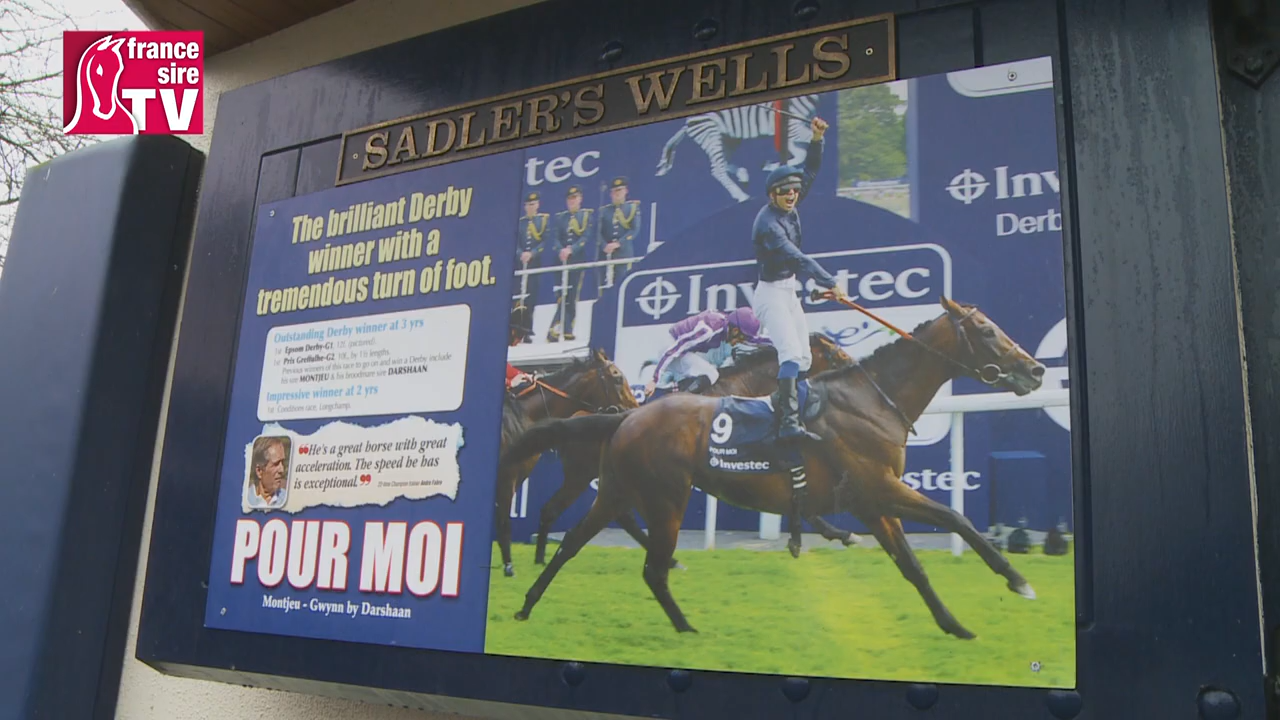 france
sire
TV
SADLER'S WELLS
The brilliant Derby
winner with a
tremendous turn of foot.
Outstanding Derby winner at 3 yrs
1st Epsom Derby-G1, 12f, (pictured).
1st Prix Greffulhe-G2, 10f, by 1½ lengths.
Previous winners of this race to go on and win a Derby include
his sire MONTJEU & his broodmare sire DARSHAAN.
Impressive winner at 2 yrs
1st Conditions race, Longchamp.
"He's a great horse with great
acceleration. The speed he has
is exceptional."
Andre Fabre
POUR MOI
Montjeu - Gwynn by Darshaan
tec
Inv
Derb
Investec
9
POUR MOI
Investec
stec